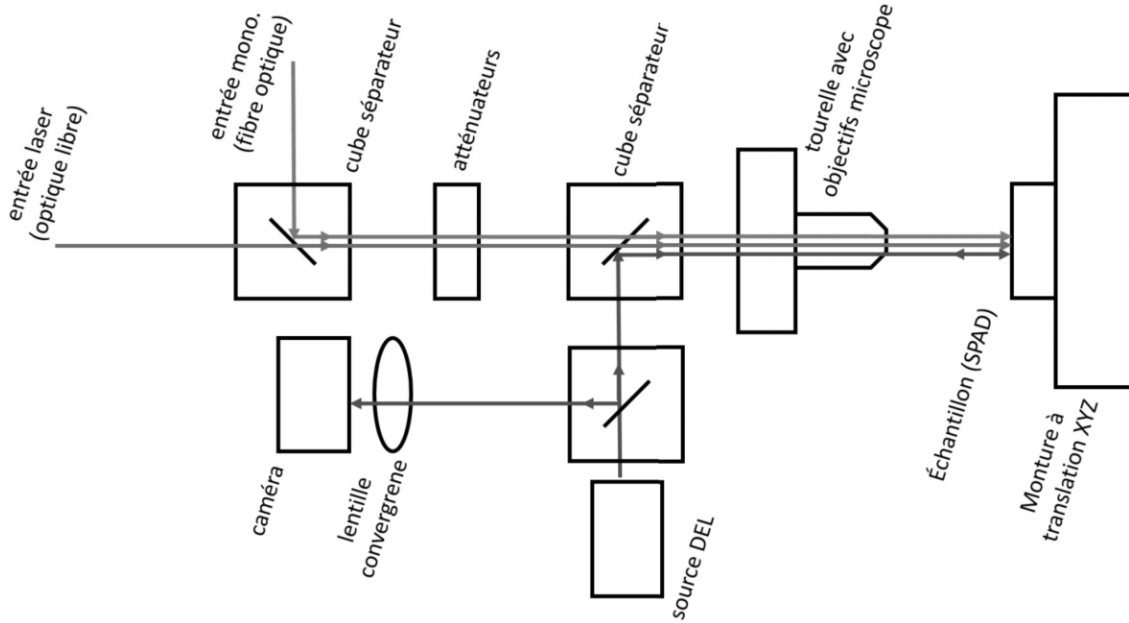 entrée laser
(optique libre)
entrée mono.
(fibre optique)
cube séparateur
atténuateurs
cube séparateur
tourelle avec
objectifs microscope
caméra
lentille
convergrene
source DEL
Échantillon (SPAD)
Monture à
translation XYZ